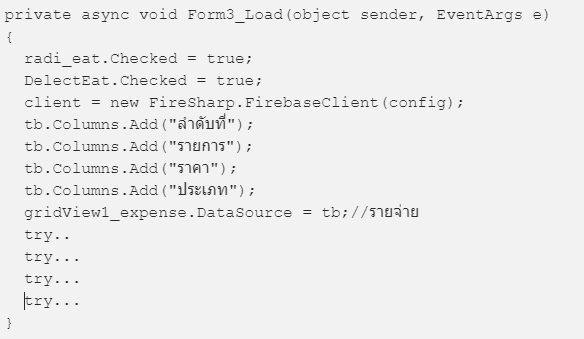 private async void Form3_Load(object sender, EventArgs e)
{
radi_eat.Checked = true;
DelectEat.Checked = true;
client = new FireSharp.FirebaseClient(config);
tb.Columns.Add("ลำดับที่");
tb.Columns.Add("รายการ");
tb.Columns.Add("ราคา");
tb.Columns.Add("ประเภท");
gridView1_expense.DataSource = tb;//รายจ่าย
try..
try...
try...
try...
}